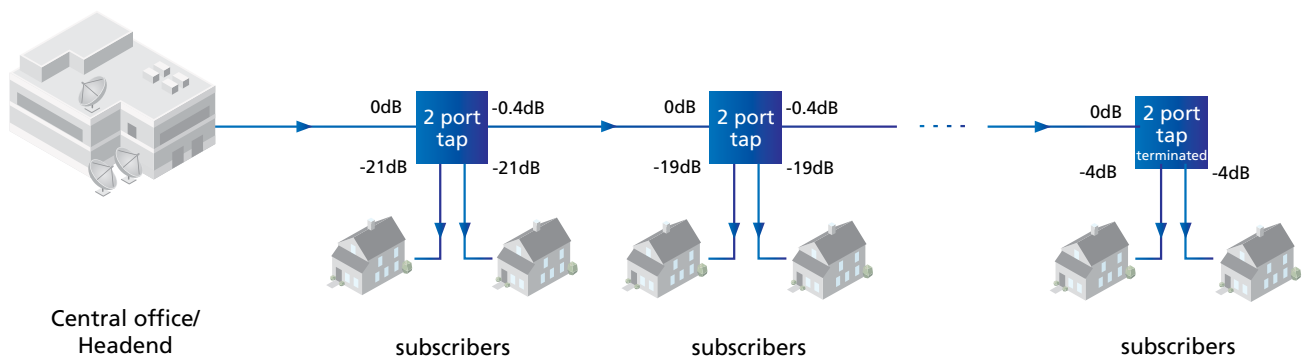 0dB
2 port
tap
-0.4dB
-21dB
-21dB
0dB
2 port
tap
-0.4dB
-19dB
-19dB
0dB
2 port
tap
terminated
-4dB
-4dB
Central office/
Headend
subscribers
subscribers
subscribers